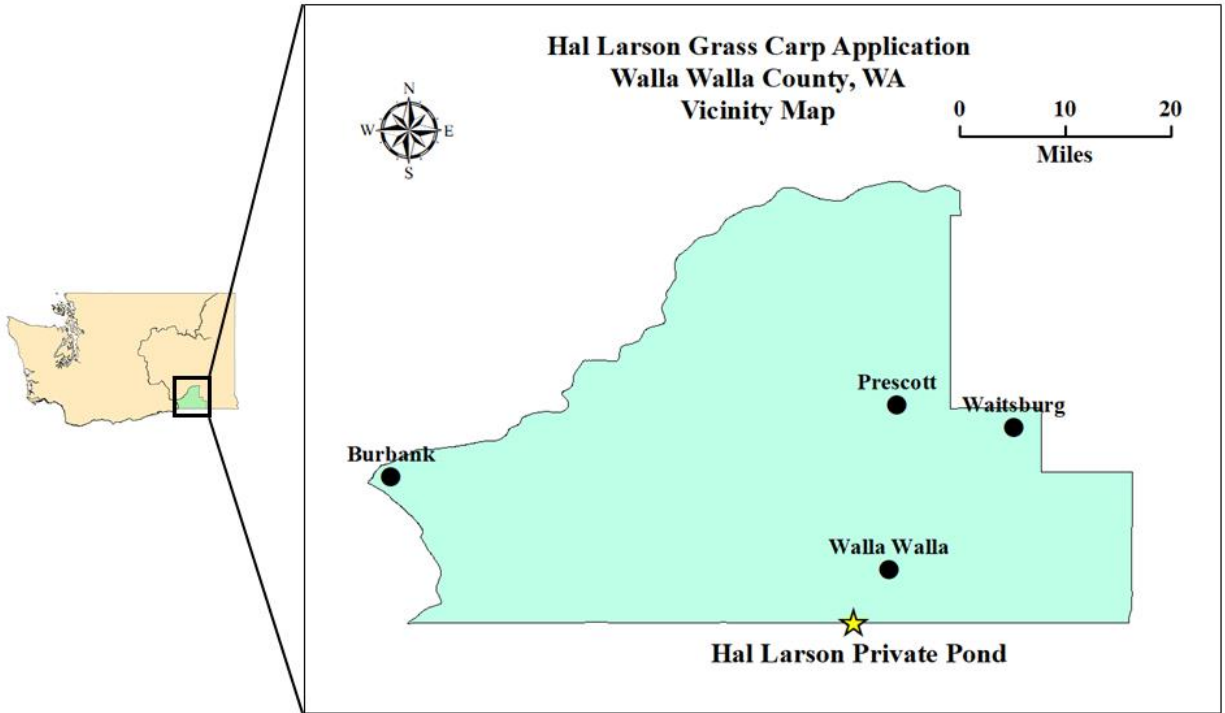 Hal Larson Grass Carp Application
Walla Walla County, WA
Vicinity Map
N
W E
S
0 10 20
Miles
Prescott
Waitsburg
Burbank
Walla Walla
Hal Larson Private Pond